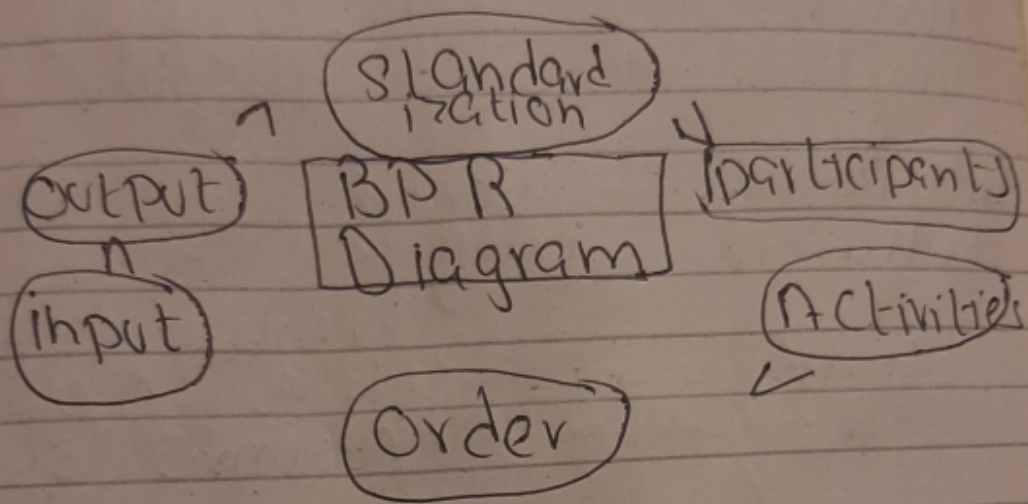 Standard
ization
Output
BPR
Diagram
participants
input
Activities
Order